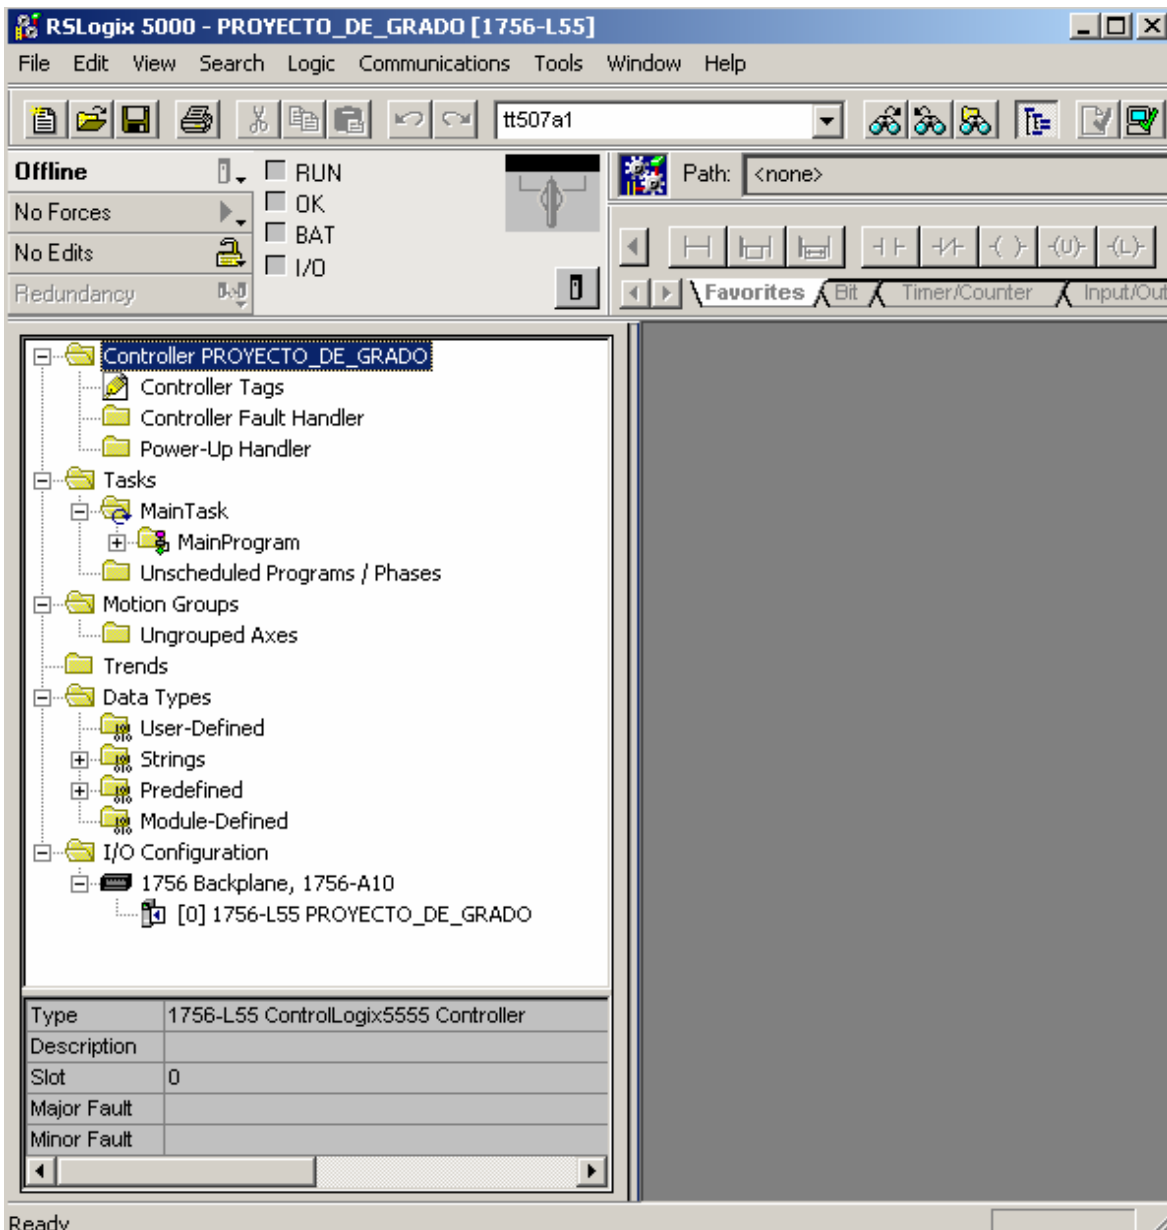 RSLogix 5000 - PROYECTO_DE_GRADO [1756-L55]
File Edit View Search Logic Communications Tools Window Help
tt507a1
Offline
RUN
Path: <none>
No Forces
OK
No Edits
BAT
I/O
Redundancy
Favorites Bit Timer/Counter Input/Out
Controller PROYECTO_DE_GRADO
Controller Tags
Controller Fault Handler
Power-Up Handler
Tasks
MainTask
MainProgram
Unscheduled Programs / Phases
Motion Groups
Ungrouped Axes
Trends
Data Types
User-Defined
Strings
Predefined
Module-Defined
I/O Configuration
1756 Backplane, 1756-A10
[0] 1756-L55 PROYECTO_DE_GRADO
Type 1756-L55 ControlLogix5555 Controller
Description
Slot 0
Major Fault
Minor Fault
Ready